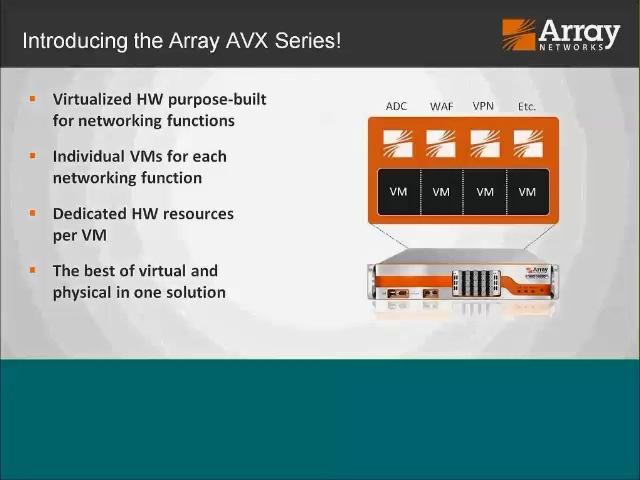 Introducing the Array AVX Series!
Array
NETWORKS
Virtualized HW purpose-built
for networking functions
Individual VMs for each
networking function
Dedicated HW resources
per VM
The best of virtual and
physical in one solution
ADC WAF VPN Etc.
VM VM VM VM
Array